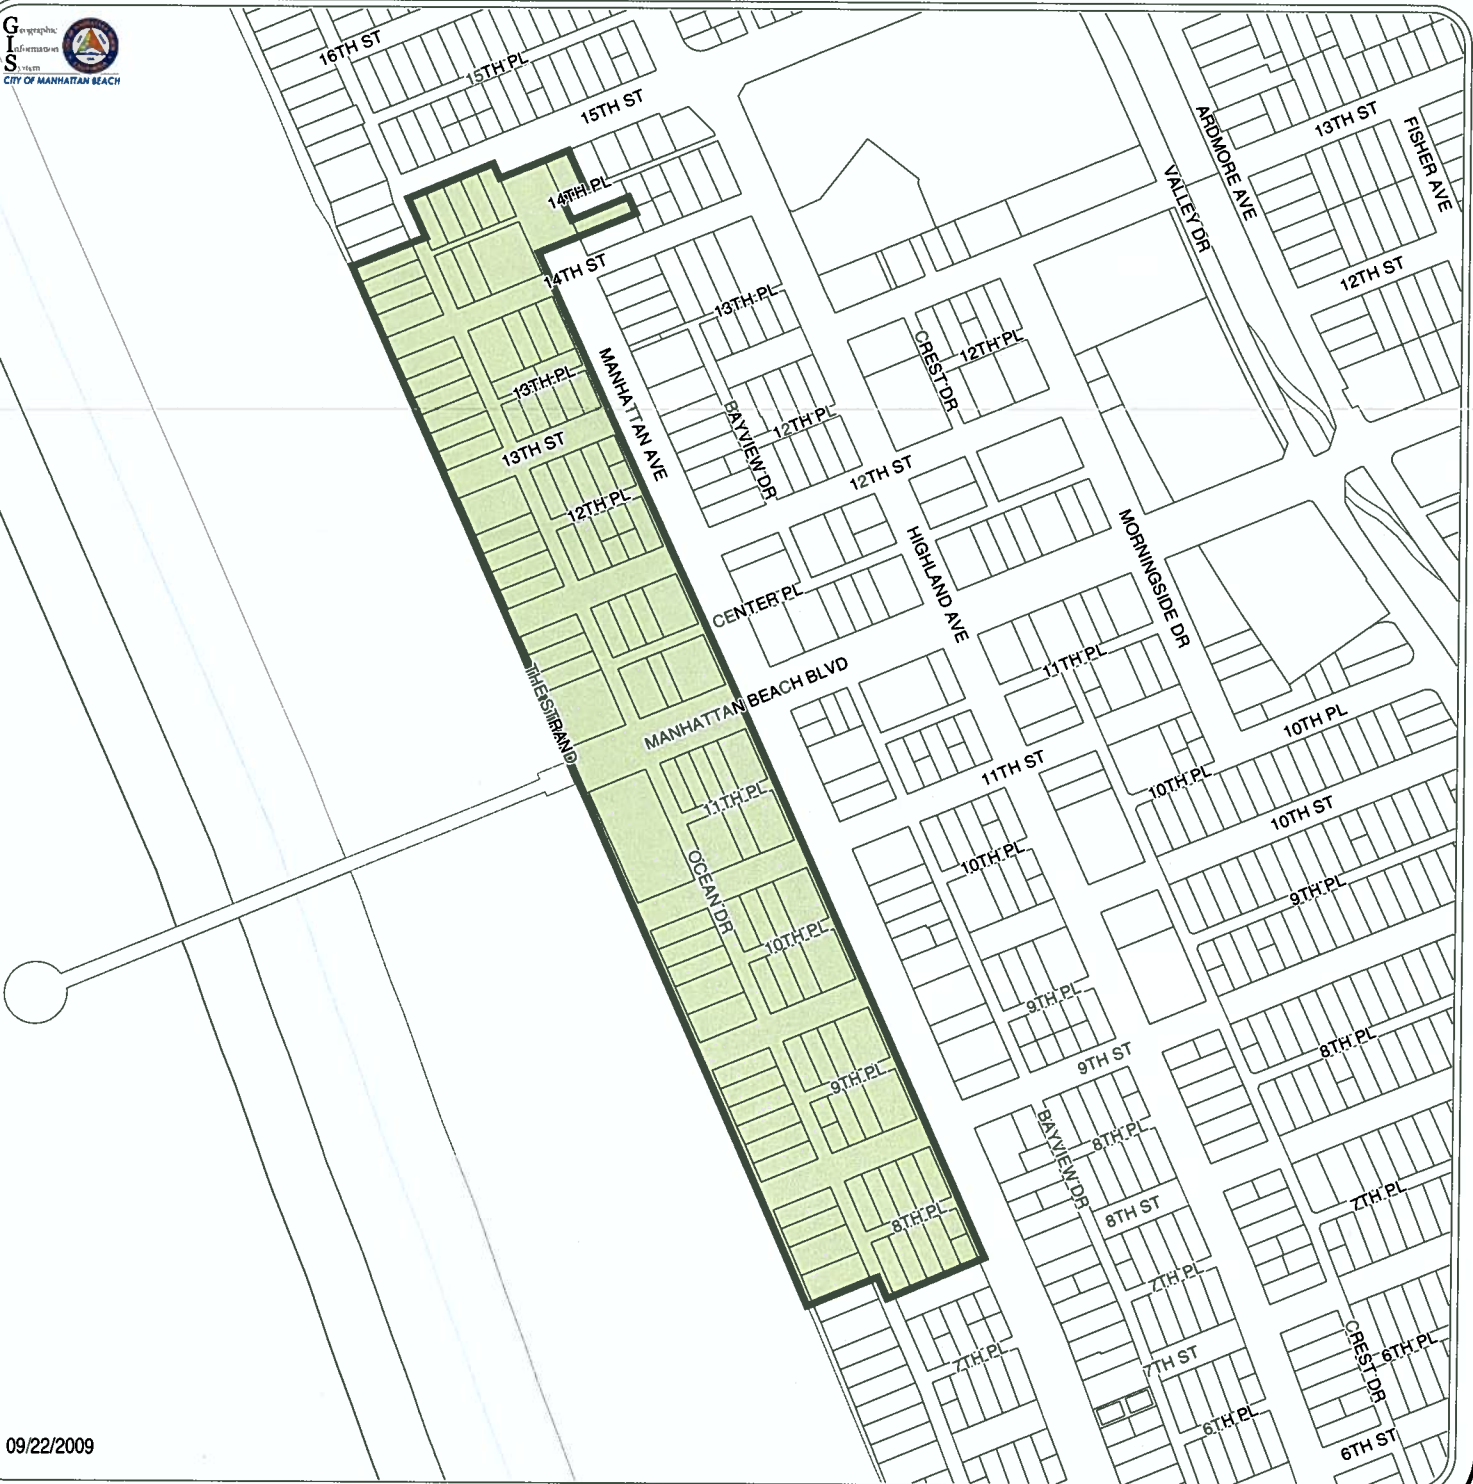 Geographic
Information
System
CITY OF MANHATTAN BEACH
16TH ST
15TH PL
15TH ST
14TH PL
14TH ST
13TH PL
13TH PL
13TH ST
12TH PL
12TH PL
12TH PL
12TH ST
MANHATTAN AVE
BAYVIEW DR
CREST DR
ARDMORE AVE
VALLEY DR
13TH ST
FISHER AVE
12TH ST
HIGHLAND AVE
MORNINGSIDE DR
CENTER PL
MANHATTAN BEACH BLVD
THE STRAND
11TH PL
11TH PL
11TH ST
10TH PL
10TH PL
10TH ST
OCEAN DR
10TH PL
10TH PL
9TH PL
9TH PL
9TH PL
9TH ST
8TH PL
8TH PL
8TH PL
BAYVIEW DR
8TH ST
7TH PL
7TH PL
7TH PL
7TH ST
CREST DR
6TH PL
6TH PL
6TH ST
09/22/2009